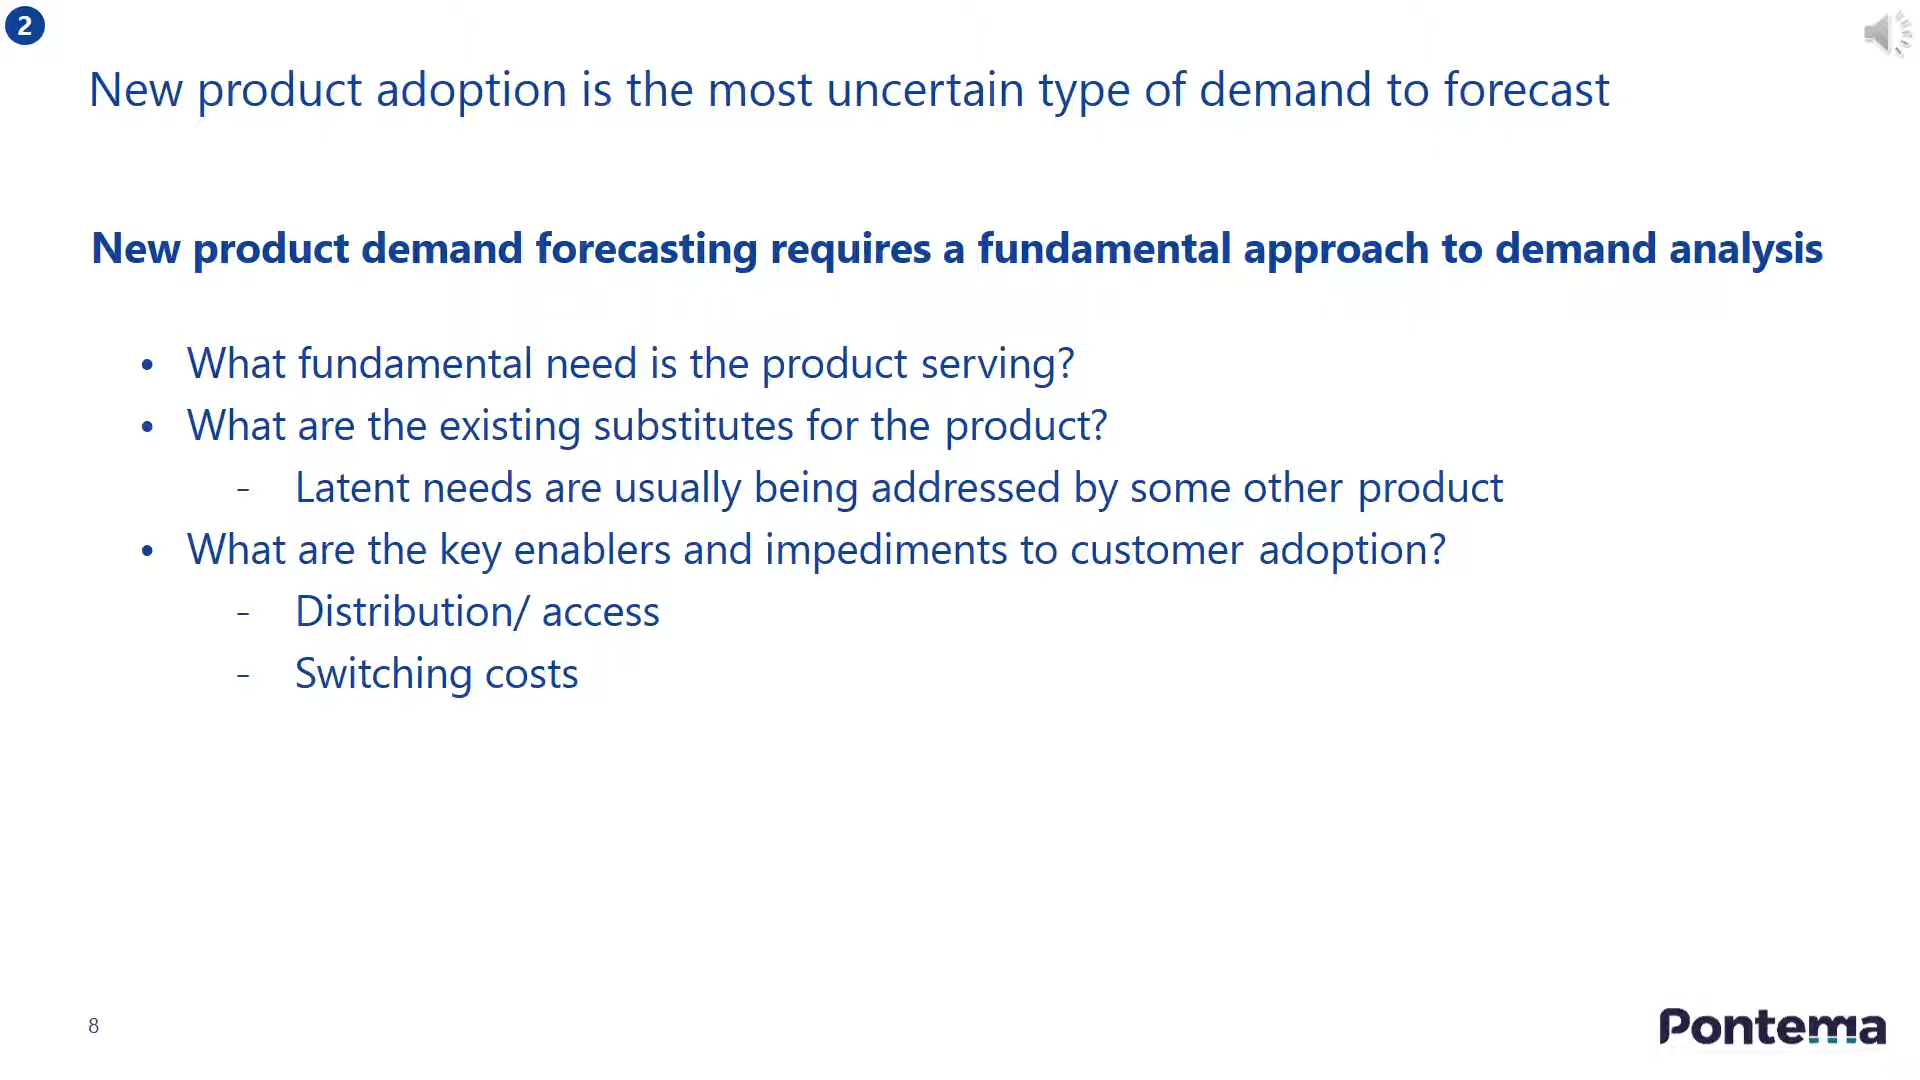 2
New product adoption is the most uncertain type of demand to forecast
New product demand forecasting requires a fundamental approach to demand analysis
• What fundamental need is the product serving?
• What are the existing substitutes for the product?
- Latent needs are usually being addressed by some other product
• What are the key enablers and impediments to customer adoption?
- Distribution/ access
- Switching costs
8
Pontema